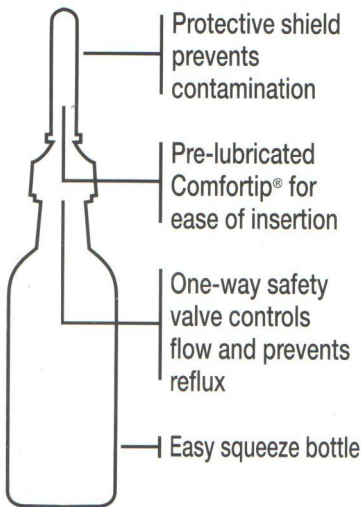 Protective shield
prevents
contamination
Pre-lubricated
Comfortip® for
ease of insertion
One-way safety
valve controls
flow and prevents
reflux
Easy squeeze bottle